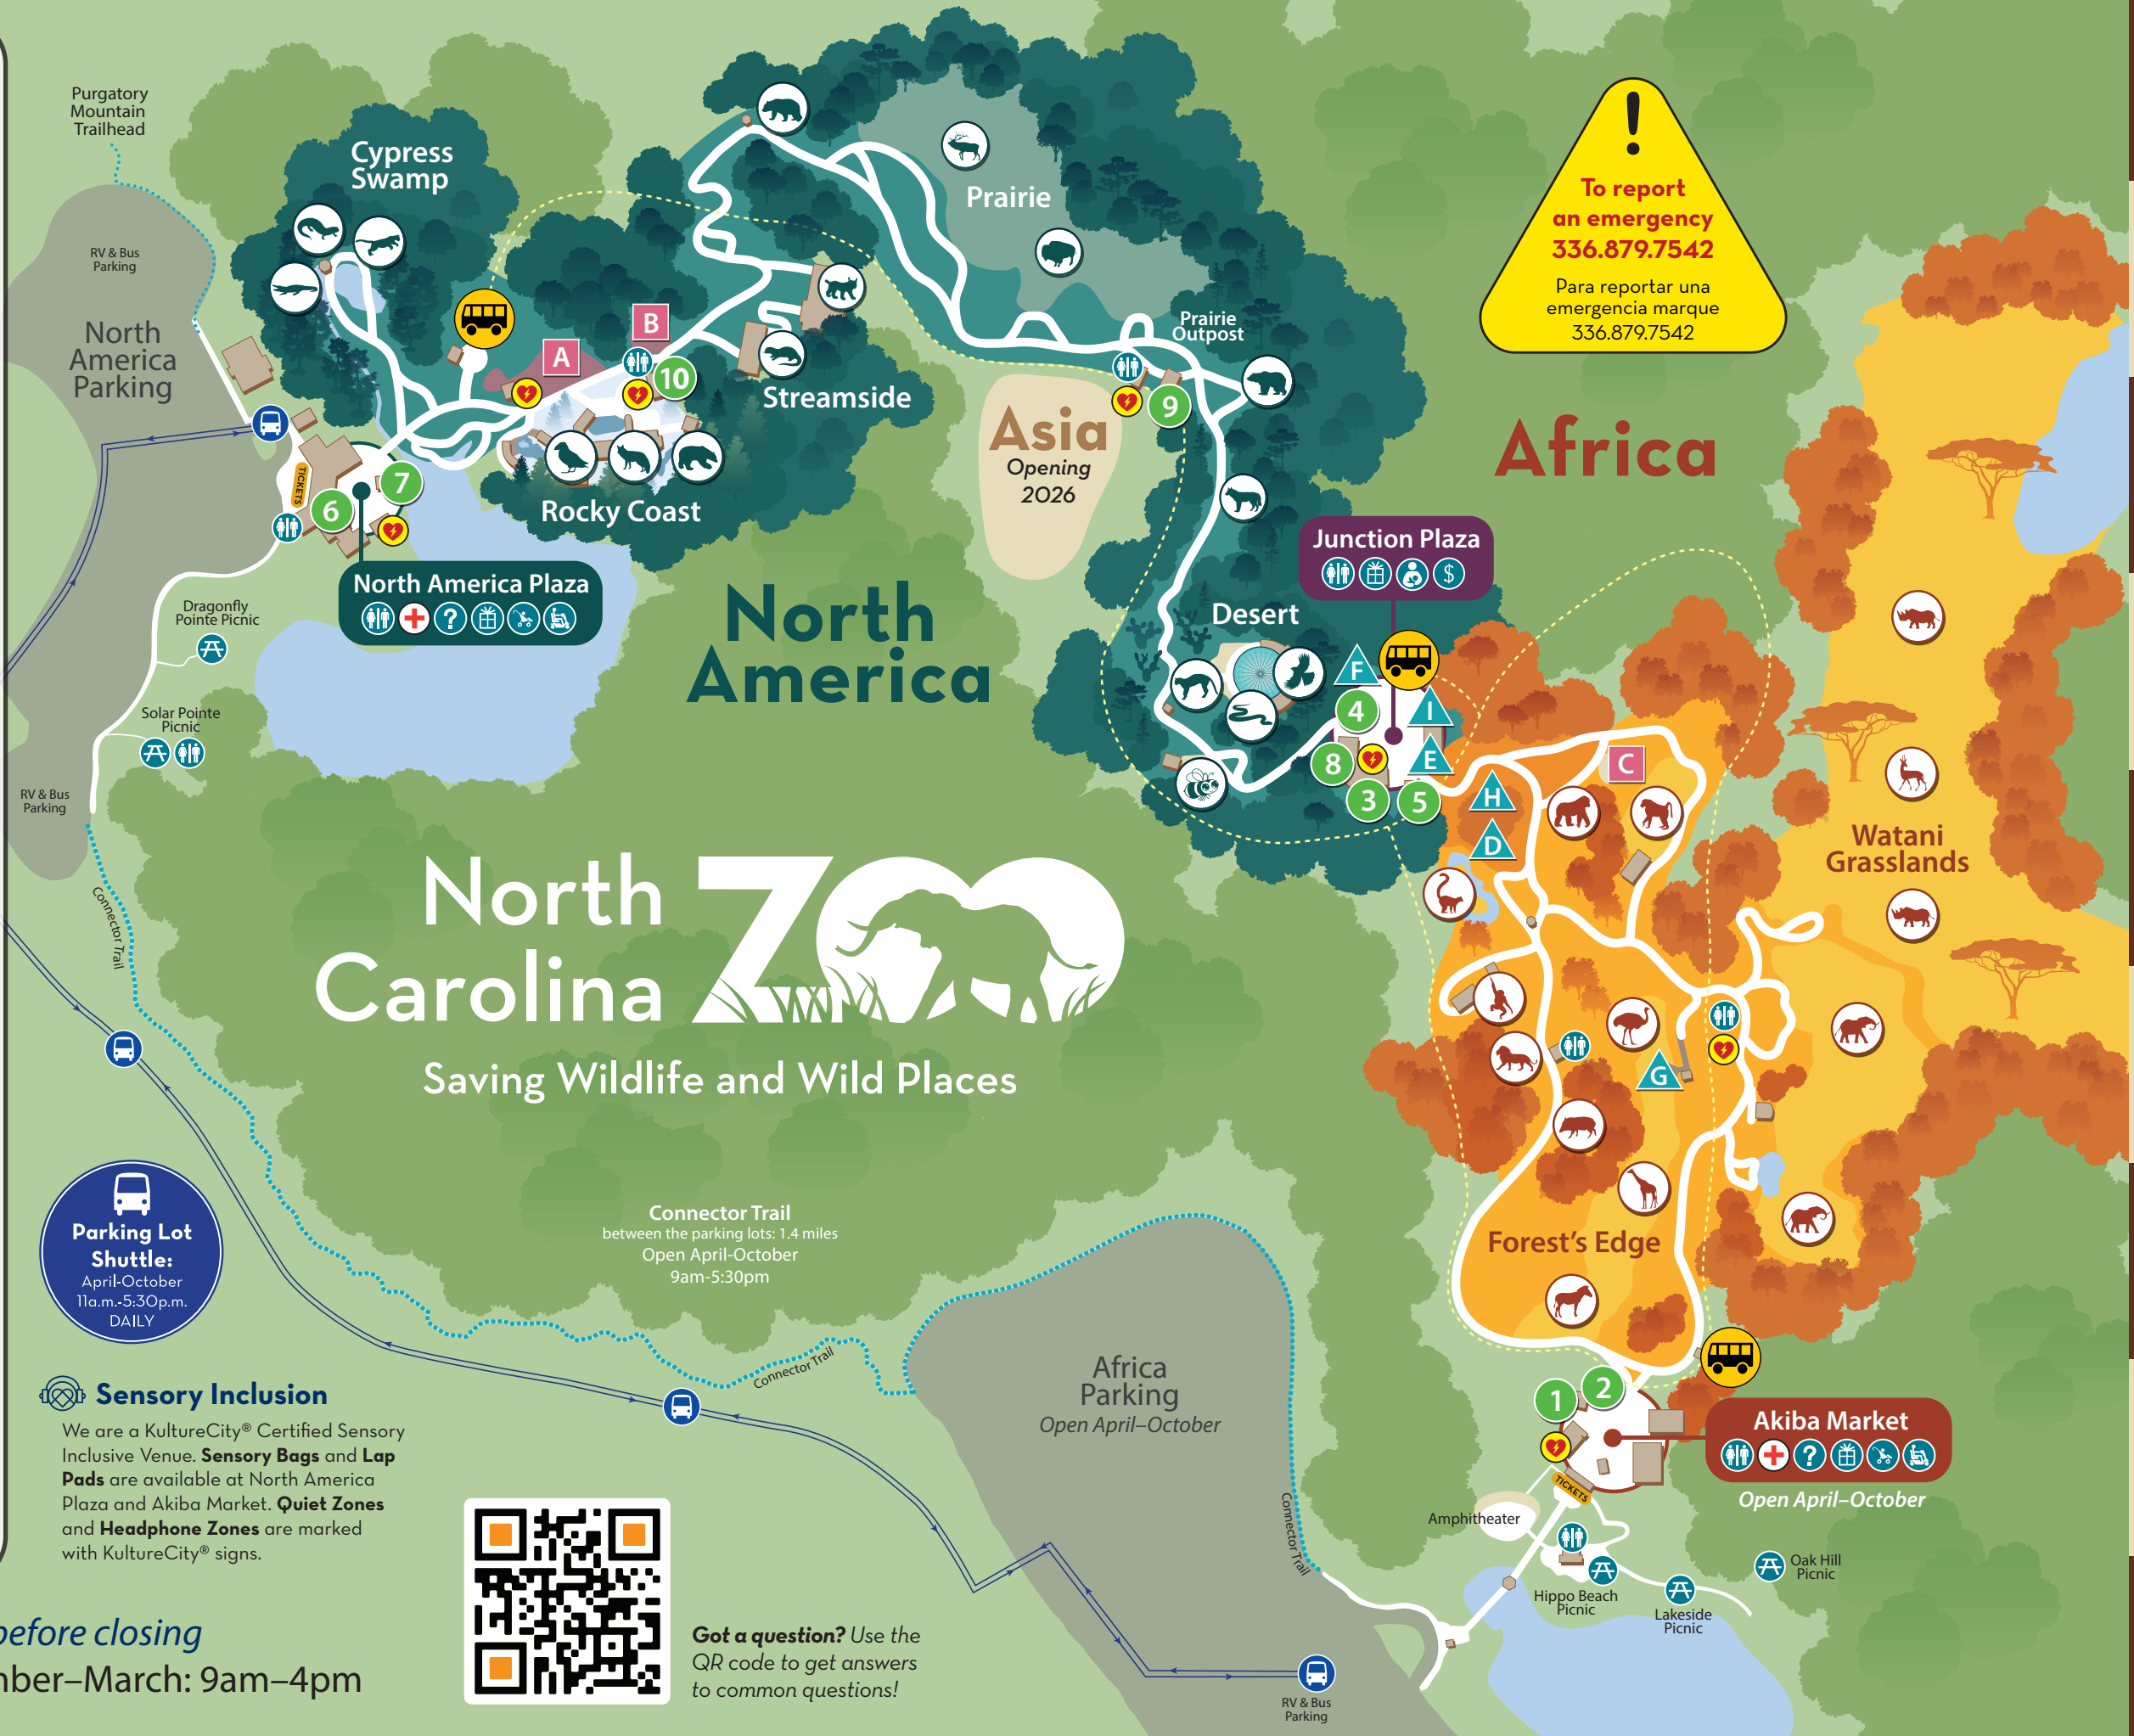 Purgatory
Mountain
Trailhead
Cypress
Swamp
RV & Bus
Parking
North
America
Parking
Prairie
Prairie
Outpost
!
To report
an emergency
336.879.7542
Para reportar una
emergencia marque
336.879.7542
A
B
10
Streamside
Rocky Coast
TICKETS
6
7
North America Plaza
?
Asia
Opening
2026
9
Africa
Junction Plaza
$
Desert
North
America
Dragonfly
Pointe Picnic
Solar Pointe
Picnic
RV & Bus
Parking
F
4
I
8
E
3
5
H
D
C
Watani
Grasslands
G
Forest's Edge
Connector Trail
North
Carolina
ZOO
Saving Wildlife and Wild Places
Connector Trail
between the parking lots: 1.4 miles
Open April-October
9am-5:30pm
Parking Lot
Shuttle:
April-October
11a.m.-5:30p.m.
DAILY
Connector Trail
Africa
Parking
Open April–October
Connector Trail
Sensory Inclusion
We are a KultureCity® Certified Sensory
Inclusive Venue. Sensory Bags and Lap
Pads are available at North America
Plaza and Akiba Market. Quiet Zones
and Headphone Zones are marked
with KultureCity® signs.
1
2
Akiba Market
?
Open April–October
TICKETS
Amphitheater
Hippo Beach
Picnic
Lakeside
Picnic
Oak Hill
Picnic
before closing
mber–March: 9am–4pm
Got a question? Use the
QR code to get answers
to common questions!
RV & Bus
Parking